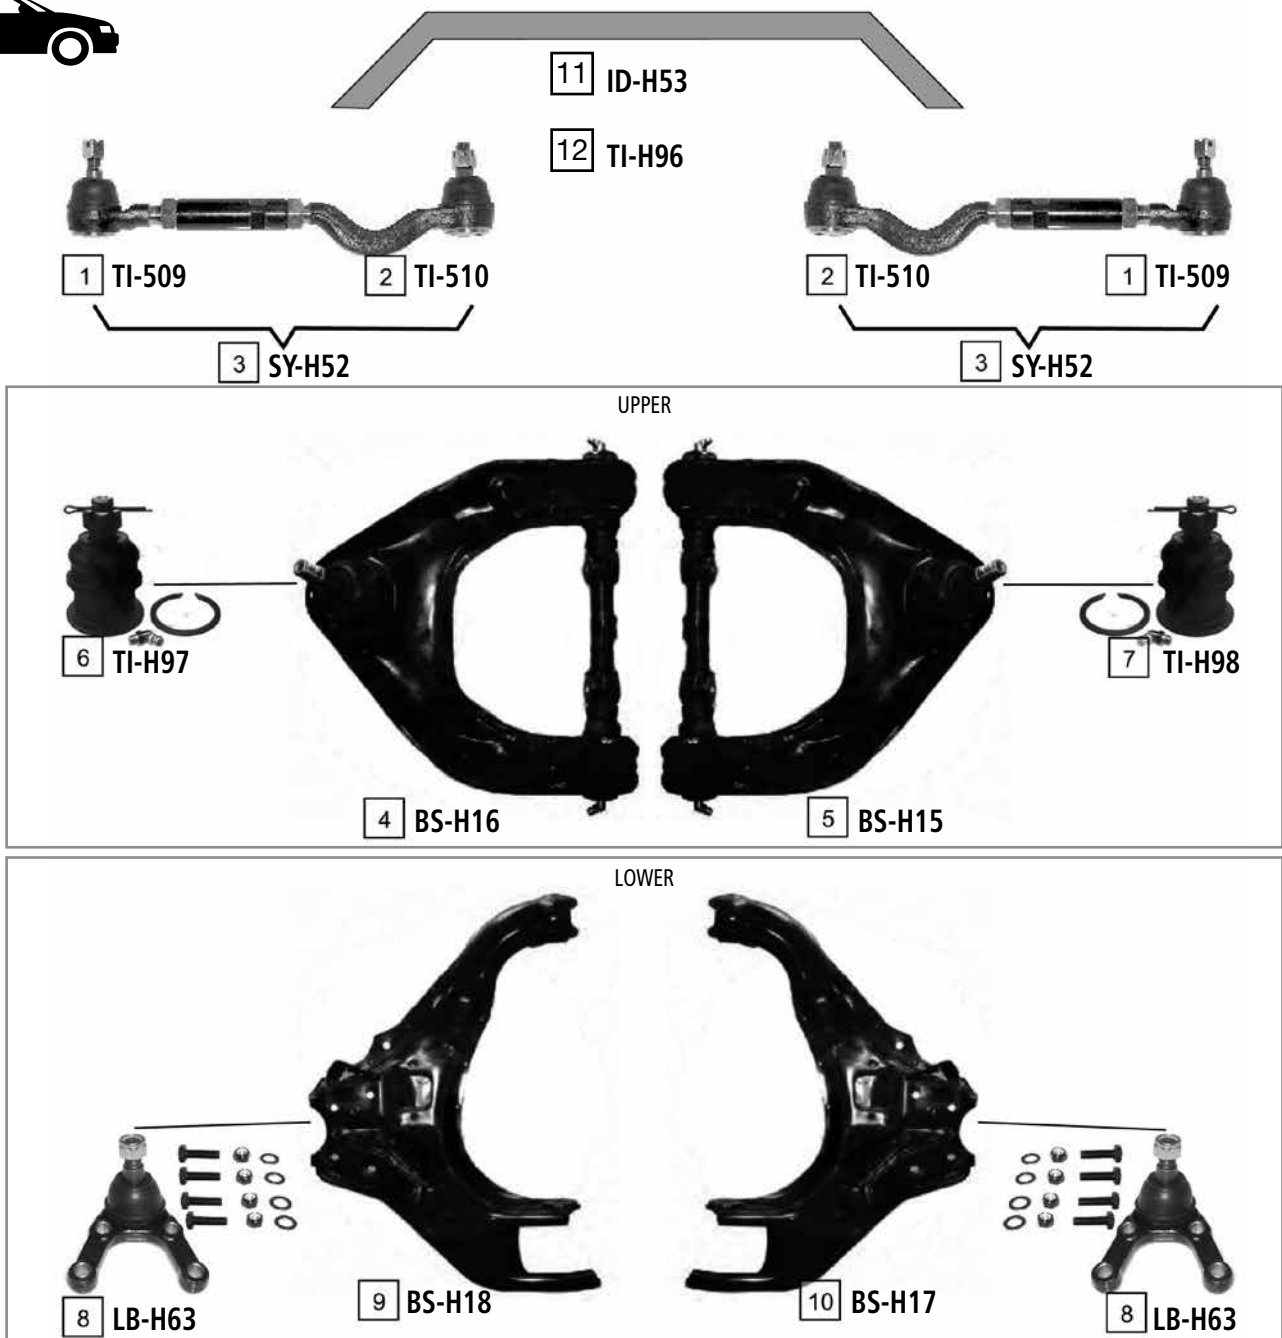 11 ID-H53
12 TI-H96
1 TI-509
2 TI-510
2 TI-510
1 TI-509
3 SY-H52
3 SY-H52
UPPER
6 TI-H97
7 TI-H98
4 BS-H16
5 BS-H15
LOWER
8 LB-H63
9 BS-H18
10 BS-H17
8 LB-H63